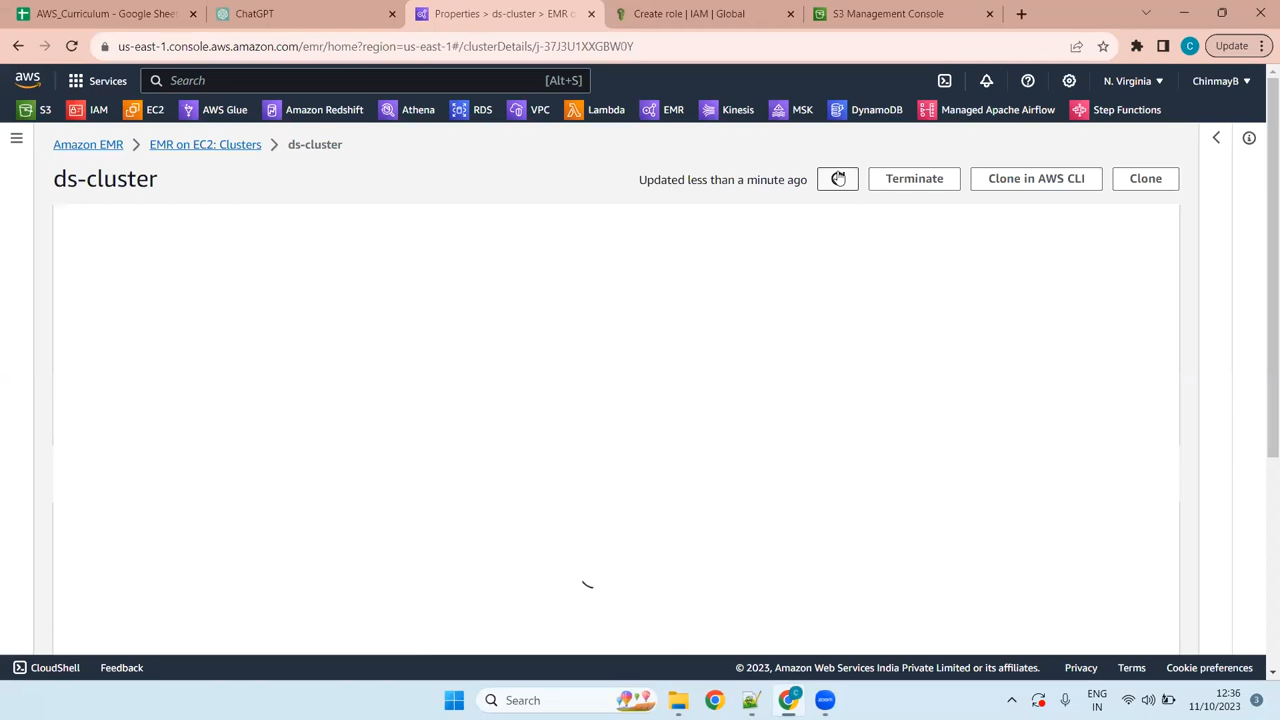 AWS_Curriculum - Google Sheet
ChatGPT
Properties > ds-cluster > EMR o
Create role | IAM | Global
S3 Management Console
us-east-1.console.aws.amazon.com/emr/home?region=us-east-1#/clusterDetails/j-37J3U1XXGBW0Y
C
Update
aws
Services
Search
[Alt+S]
N. Virginia
ChinmayB
S3
IAM
EC2
AWS Glue
Amazon Redshift
Athena
RDS
VPC
Lambda
EMR
Kinesis
MSK
DynamoDB
Managed Apache Airflow
Step Functions
Amazon EMR
EMR on EC2: Clusters
ds-cluster
ds-cluster
Updated less than a minute ago
Terminate
Clone in AWS CLI
Clone
CloudShell
Feedback
© 2023, Amazon Web Services India Private Limited or its affiliates.
Privacy
Terms
Cookie preferences
Search
C
zoom
ENG
IN
12:36
11/10/2023
3